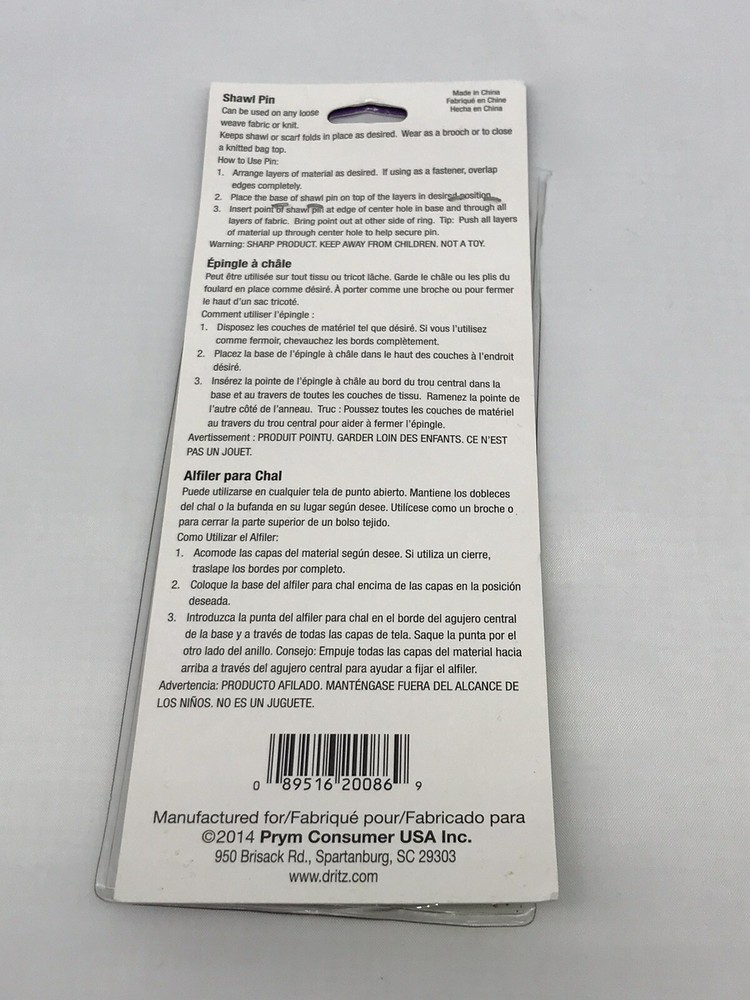 Shawl Pin
Made in China
Fabriqué en Chine
Hecha en China
Can be used on any loose
weave fabric or knit.
Keeps shawl or scarf folds in place as desired. Wear as a brooch or to close
a knitted bag top.
How to Use Pin:
1. Arrange layers of material as desired. If using as a fastener, overlap
edges completely.
2. Place the base of shawl pin on top of the layers in desired position.
3. Insert point of shawl pin at edge of center hole in base and through all
layers of fabric. Bring point out at other side of ring. Tip: Push all layers
of material up through center hole to help secure pin.
Warning: SHARP PRODUCT. KEEP AWAY FROM CHILDREN. NOT A TOY.
Épingle à châle
Peut être utilisée sur tout tissu ou tricot lâche. Garde le châle ou les plis du
foulard en place comme désiré. À porter comme une broche ou pour fermer
le haut d'un sac tricoté.
Comment utiliser l'épingle :
1. Disposez les couches de matériel tel que désiré. Si vous l'utilisez
comme fermoir, chevauchez les bords complètement.
2. Placez la base de l'épingle à châle dans le haut des couches à l'endroit
désiré.
3. Insérez la pointe de l'épingle à châle au bord du trou central dans la
base et au travers de toutes les couches de tissu. Ramenez la pointe de
l'autre côté de l'anneau. Truc : Poussez toutes les couches de matériel
au travers du trou central pour aider à fermer l'épingle.
Avertissement : PRODUIT POINTU. GARDER LOIN DES ENFANTS. CE N'EST
PAS UN JOUET.
Alfiler para Chal
Puede utilizarse en cualquier tela de punto abierto. Mantiene los dobleces
del chal o la bufanda en su lugar según desee. Utilícese como un broche o
para cerrar la parte superior de un bolso tejido.
Como Utilizar el Alfiler:
1. Acomode las capas del material según desee. Si utiliza un cierre,
traslape los bordes por completo.
2. Coloque la base del alfiler para chal encima de las capas en la posición
deseada.
3. Introduzca la punta del alfiler para chal en el borde del agujero central
de la base y a través de todas las capas de tela. Saque la punta por el
otro lado del anillo. Consejo: Empuje todas las capas del material hacia
arriba a través del agujero central para ayudar a fijar el alfiler.
Advertencia: PRODUCTO AFILADO. MANTÉNGASE FUERA DEL ALCANCE DE
LOS NIÑOS. NO ES UN JUGUETE.
0 89516 20086 9
Manufactured for/Fabriqué pour/Fabricado para
©2014 Prym Consumer USA Inc.
950 Brisack Rd., Spartanburg, SC 29303
www.dritz.com